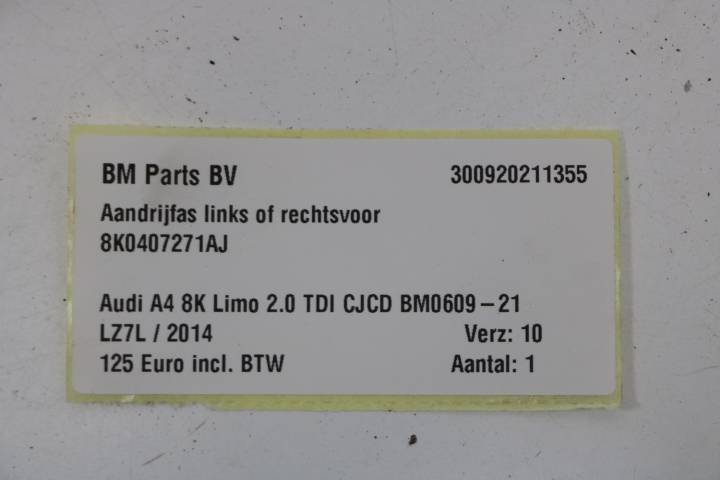 BM Parts BV 300920211355
Aandrijfas links of rechtsvoor
8K0407271AJ
Audi A4 8K Limo 2.0 TDI CJCD BM0609-21
LZ7L / 2014 Verz: 10
125 Euro incl. BTW Aantal: 1